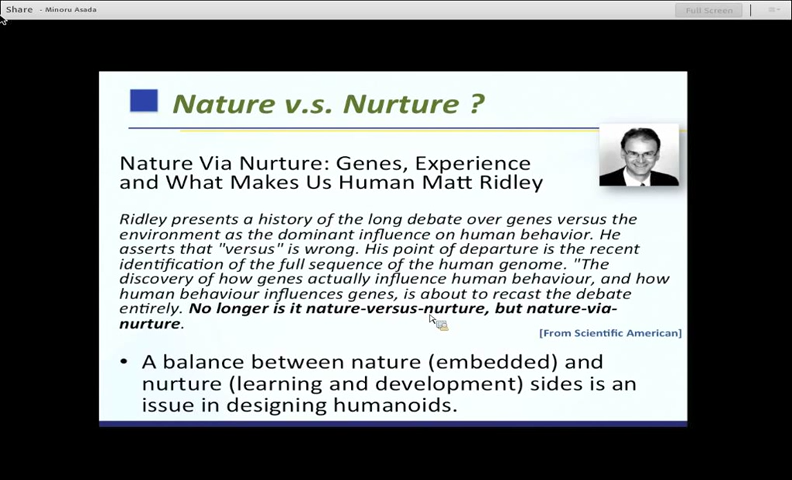 Share - Minoru Asada
Full Screen
Nature v.s. Nurture ?
Nature Via Nurture: Genes, Experience
and What Makes Us Human Matt Ridley
Ridley presents a history of the long debate over genes versus the
environment as the dominant influence on human behavior. He
asserts that "versus" is wrong. His point of departure is the recent
identification of the full sequence of the human genome. "The
discovery of how genes actually influence human behaviour, and how
human behaviour influences genes, is about to recast the debate
entirely. No longer is it nature-versus-nurture, but nature-via-
nurture.
[From Scientific American]
• A balance between nature (embedded) and
nurture (learning and development) sides is an
issue in designing humanoids.